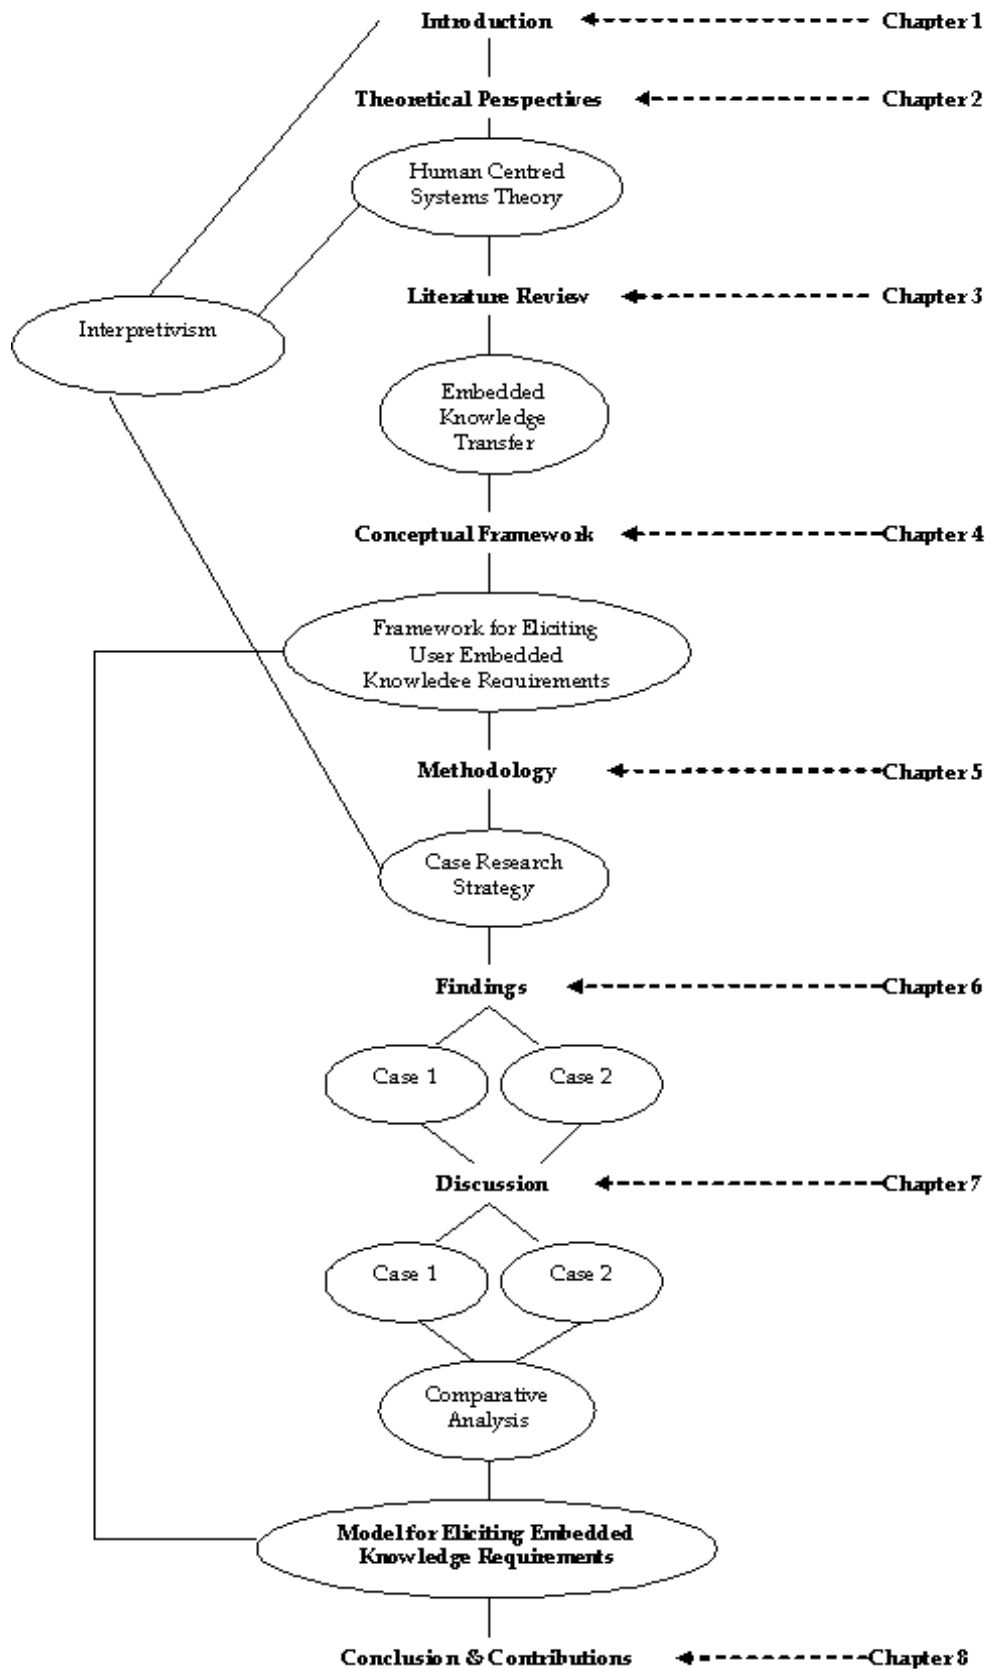 Introduction
Chapter 1
Theoretical Perspectives
Chapter 2
Human Centred
Systems Theory
Literature Review
Chapter 3
Interpretivism
Embedded
Knowledge
Transfer
Conceptual Framework
Chapter 4
Framework for Eliciting
User Embedded
Knowledge Requirements
Methodology
Chapter 5
Case Research
Strategy
Findings
Chapter 6
Case 1
Case 2
Discussion
Chapter 7
Case 1
Case 2
Comparative
Analysis
Model for Eliciting Embedded
Knowledge Requirements
Conclusion & Contributions
Chapter 8